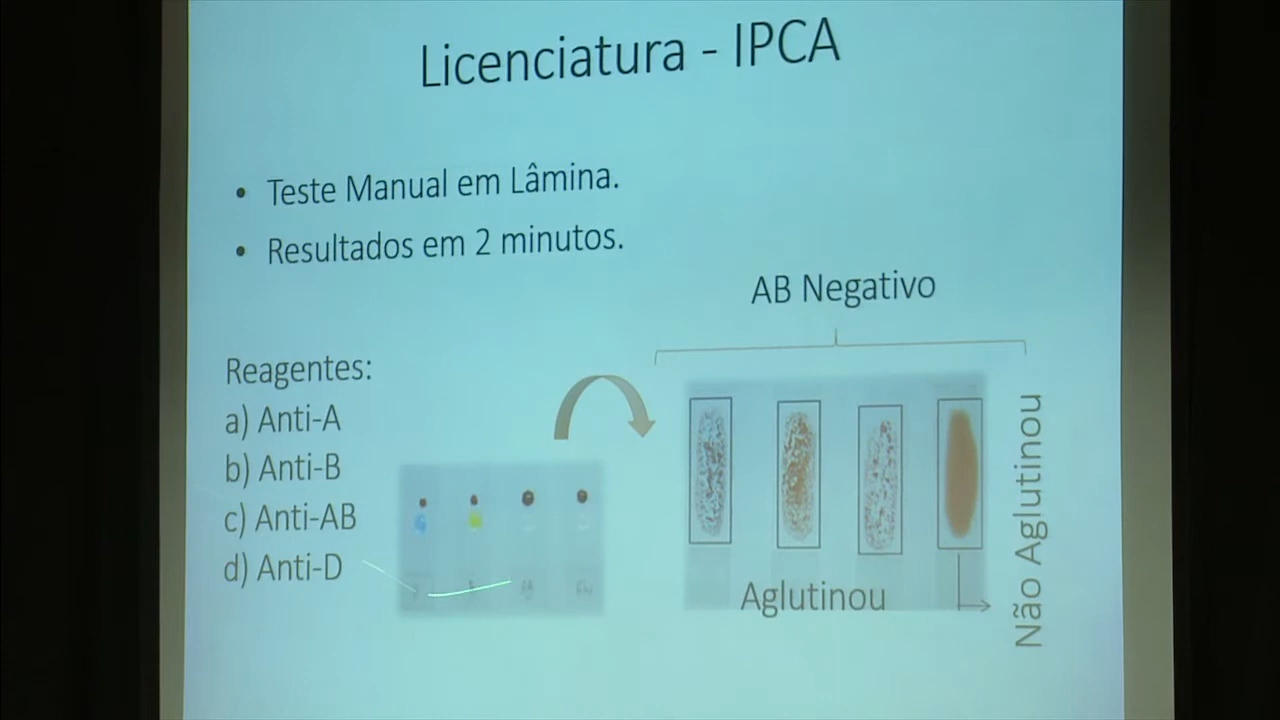 Licenciatura - IPCA
• Teste Manual em Lâmina.
• Resultados em 2 minutos.
AB Negativo
Reagentes:
a) Anti-A
b) Anti-B
c) Anti-AB
d) Anti-D
Aglutinou
Não Aglutinou